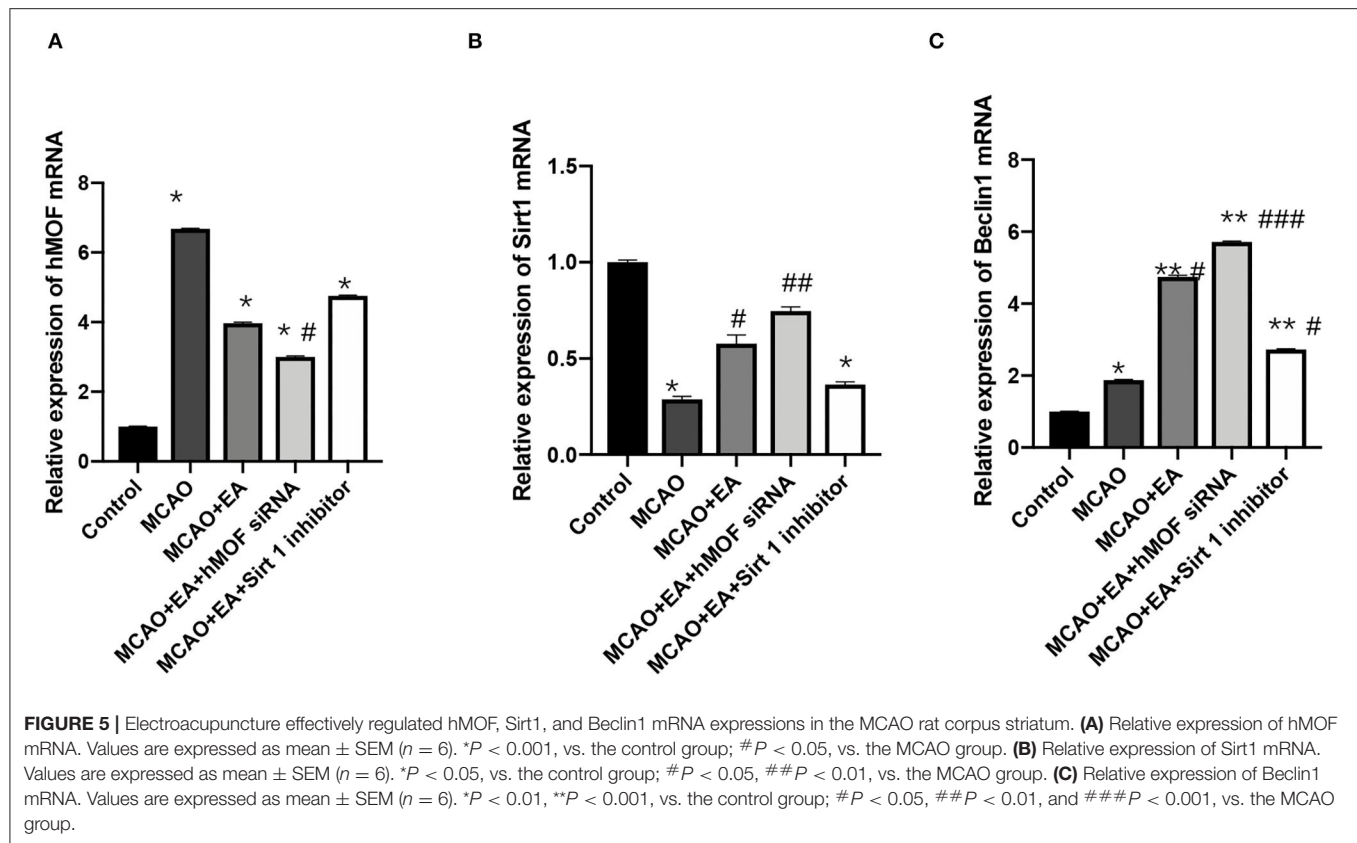 A
B
C
Relative expression of hMOF mRNA
8
6
4
2
0
*
*
* #
*
Control
MCAO
MCAO+EA
MCAO+EA+hMOF siRNA
MCAO+EA+Sirt 1 inhibitor
Relative expression of Sirt1 mRNA
1.5
1.0
0.5
0.0
*
#
##
*
Control
MCAO
MCAO+EA
MCAO+EA+hMOF siRNA
MCAO+EA+Sirt 1 inhibitor
Relative expression of Beclin1 mRNA
8
6
4
2
0
*
** #
** ###
** #
Control
MCAO
MCAO+EA
MCAO+EA+hMOF siRNA
MCAO+EA+Sirt 1 inhibitor
FIGURE 5 | Electroacupuncture effectively regulated hMOF, Sirt1, and Beclin1 mRNA expressions in the MCAO rat corpus striatum. (A) Relative expression of hMOF
mRNA. Values are expressed as mean ± SEM (n = 6). *P < 0.001, vs. the control group; #P < 0.05, vs. the MCAO group. (B) Relative expression of Sirt1 mRNA.
Values are expressed as mean ± SEM (n = 6). *P < 0.05, vs. the control group; #P < 0.05, ##P < 0.01, vs. the MCAO group. (C) Relative expression of Beclin1
mRNA. Values are expressed as mean ± SEM (n = 6). *P < 0.01, **P < 0.001, vs. the control group; #P < 0.05, ##P < 0.01, and ###P < 0.001, vs. the MCAO
group.